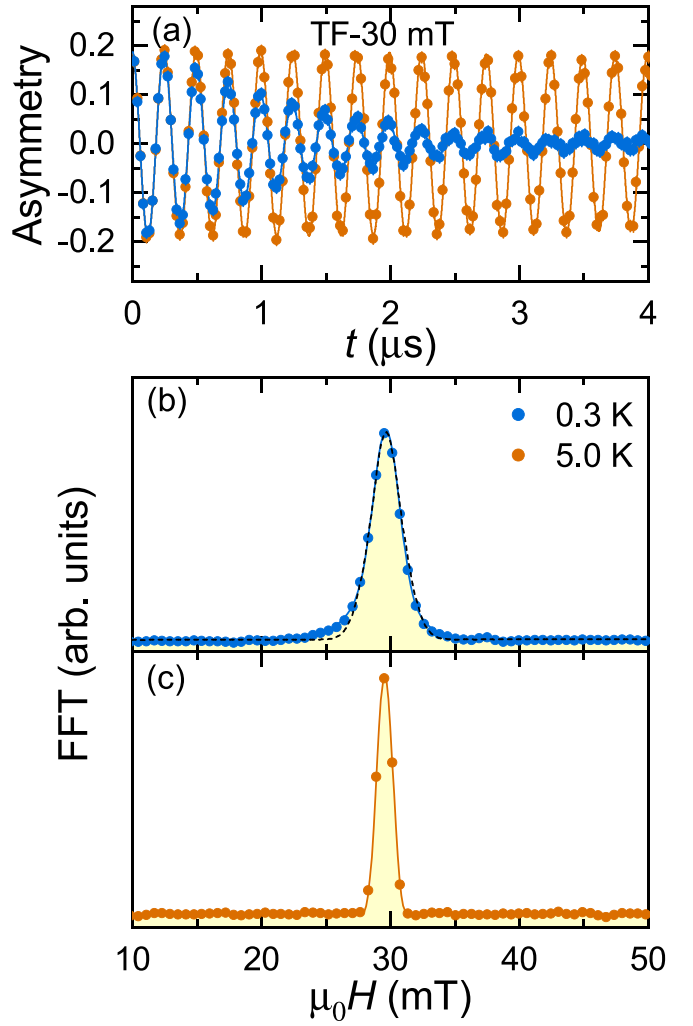 (a) TF-30 mT
Asymmetry
0.2
0.1
0.0
-0.1
-0.2
0 1 2 3 4
t (μs)
(b)
0.3 K
5.0 K
FFT (arb. units)
(c)
10 20 30 40 50
μ₀H (mT)